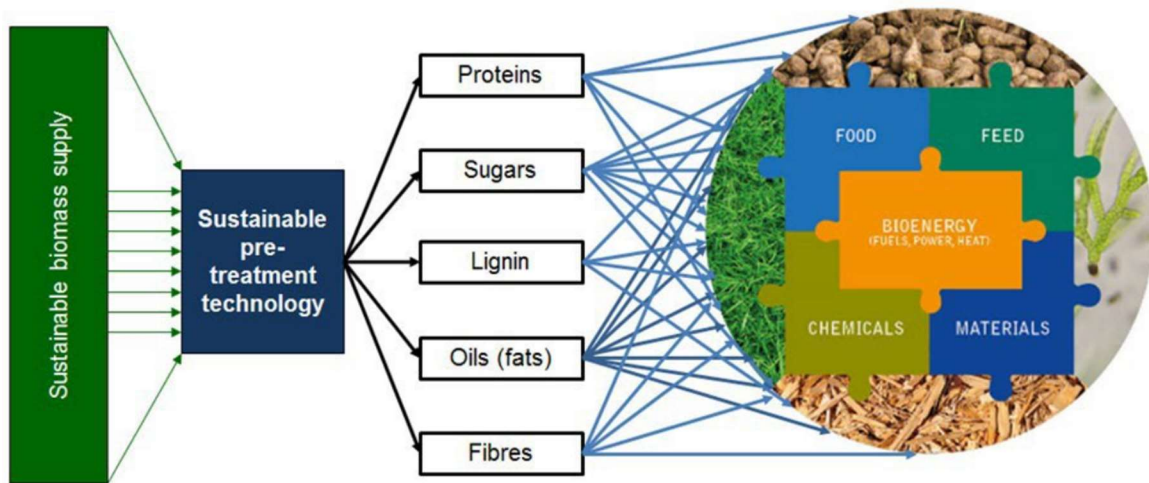 Sustainable biomass supply
Sustainable
pre-
treatment
technology
Proteins
Sugars
Lignin
Oils (fats)
Fibres
FOOD
FEED
BIOENERGY
(FUELS, POWER, HEAT)
CHEMICALS
MATERIALS